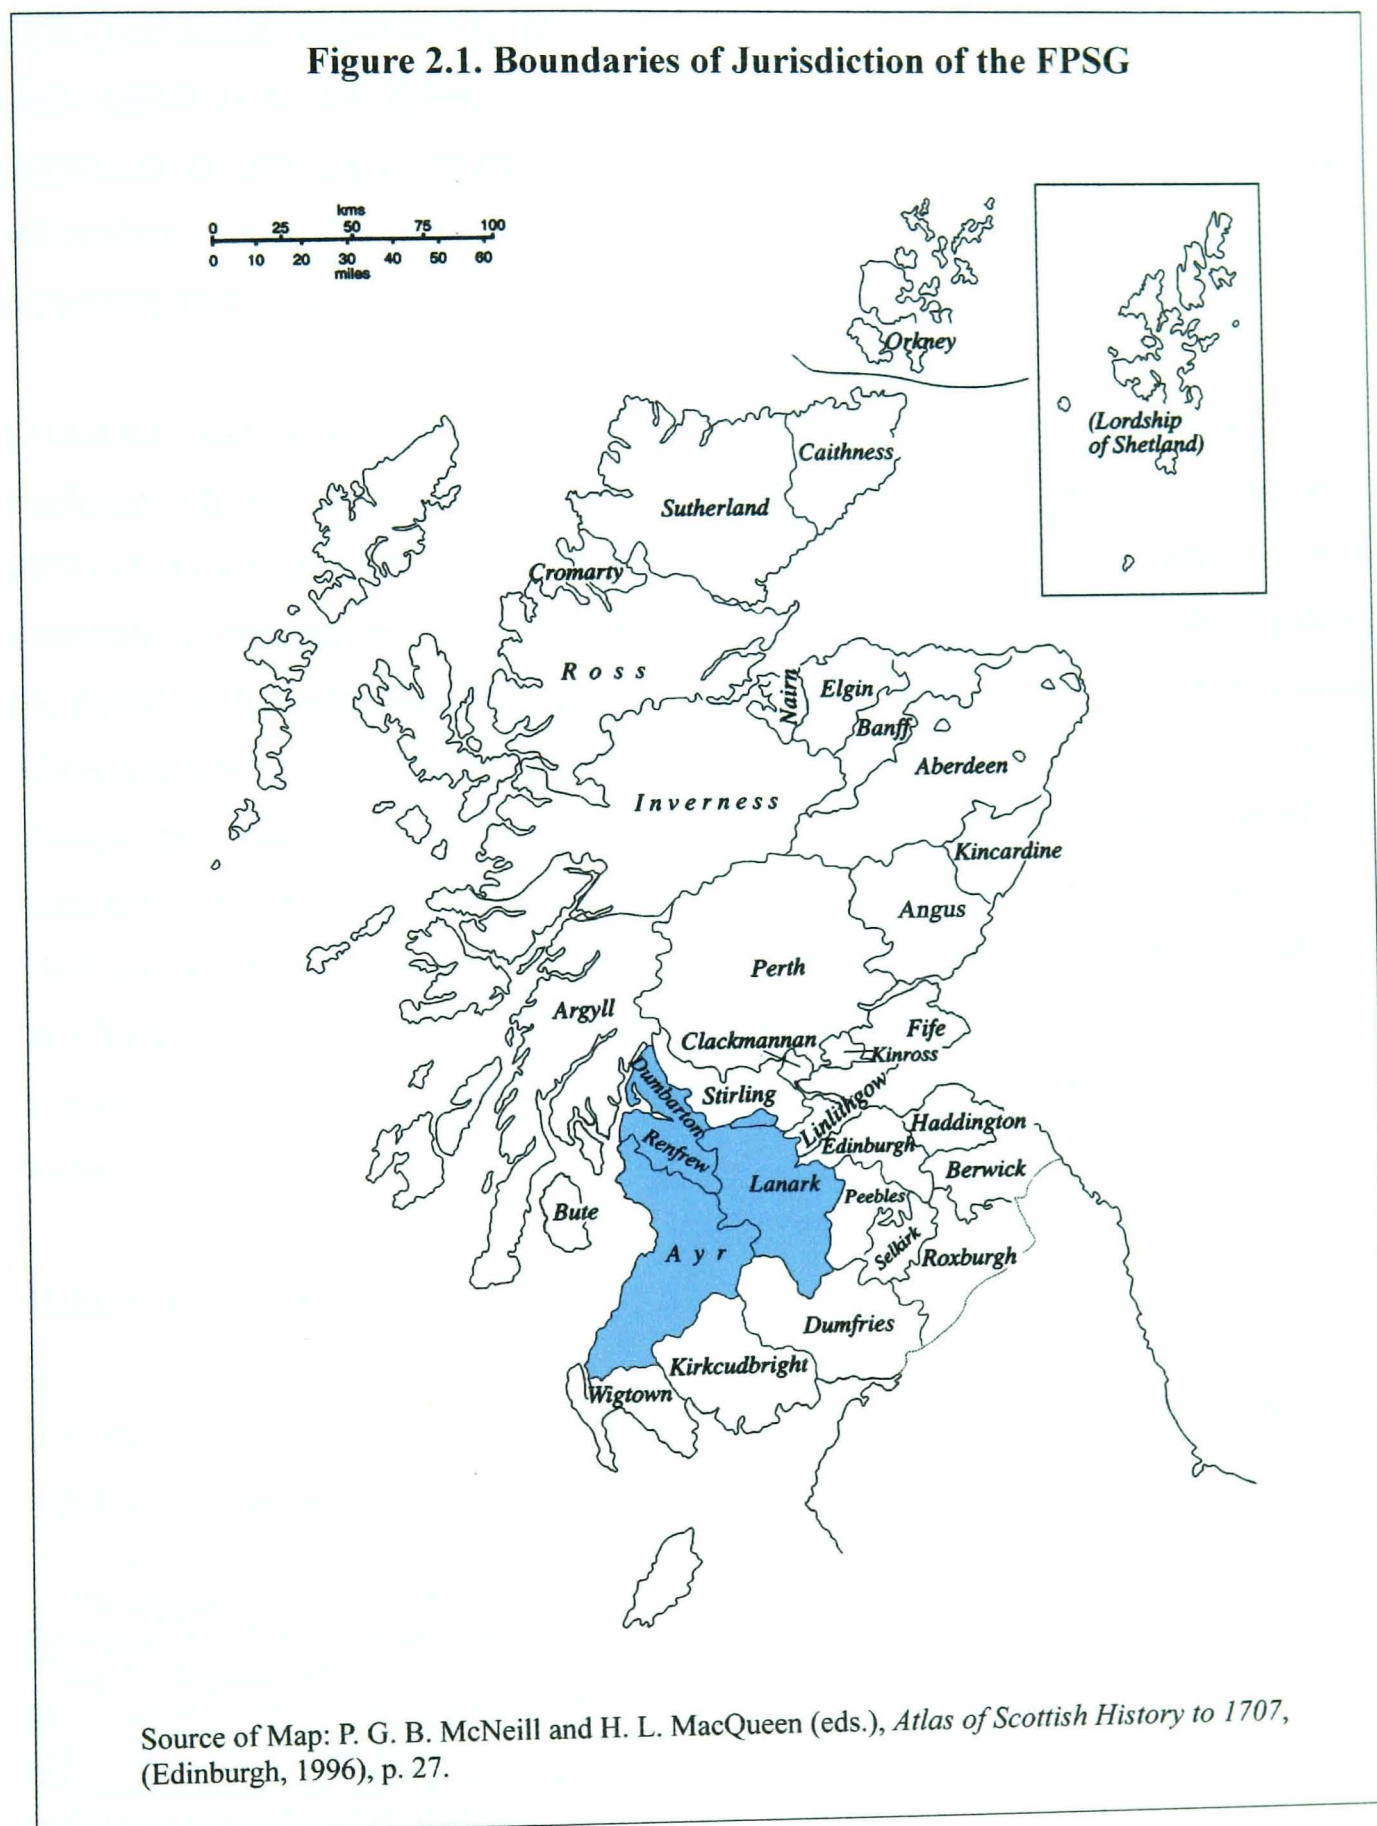 Figure 2.1. Boundaries of Jurisdiction of the FPSG
kms
0 25 50 75 100
0 10 20 30 40 50 60
miles
Orkney
(Lordship
of Shetland)
Caithness
Sutherland
Cromarty
Ross
Nairn
Elgin
Banff
Aberdeen
Inverness
Kincardine
Angus
Perth
Argyll
Fife
Clackmannan
Kinross
Dumbarton
Stirling
Linlithgow
Haddington
Edinburgh
Renfrew
Berwick
Lanark
Peebles
Bute
Selkirk
Ayr
Roxburgh
Dumfries
Kirkcudbright
Wigtown
Source of Map: P. G. B. McNeill and H. L. MacQueen (eds.), Atlas of Scottish History to 1707,
(Edinburgh, 1996), p. 27.